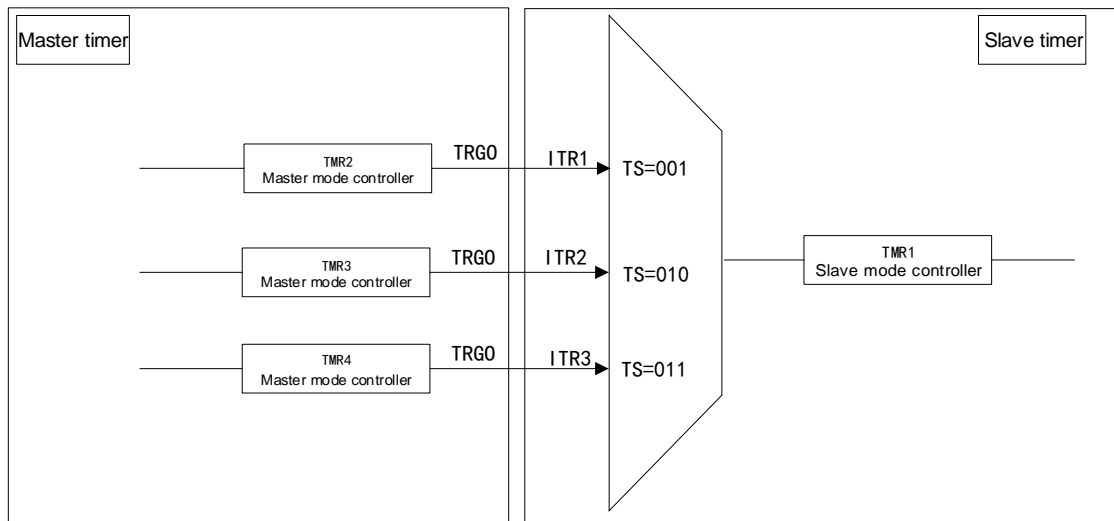 Master timer
Slave timer
TMR2
Master mode controller
TRGO
ITR1
TS=001
TMR3
Master mode controller
TRGO
ITR2
TS=010
TMR1
Slave mode controller
TMR4
Master mode controller
TRGO
ITR3
TS=011